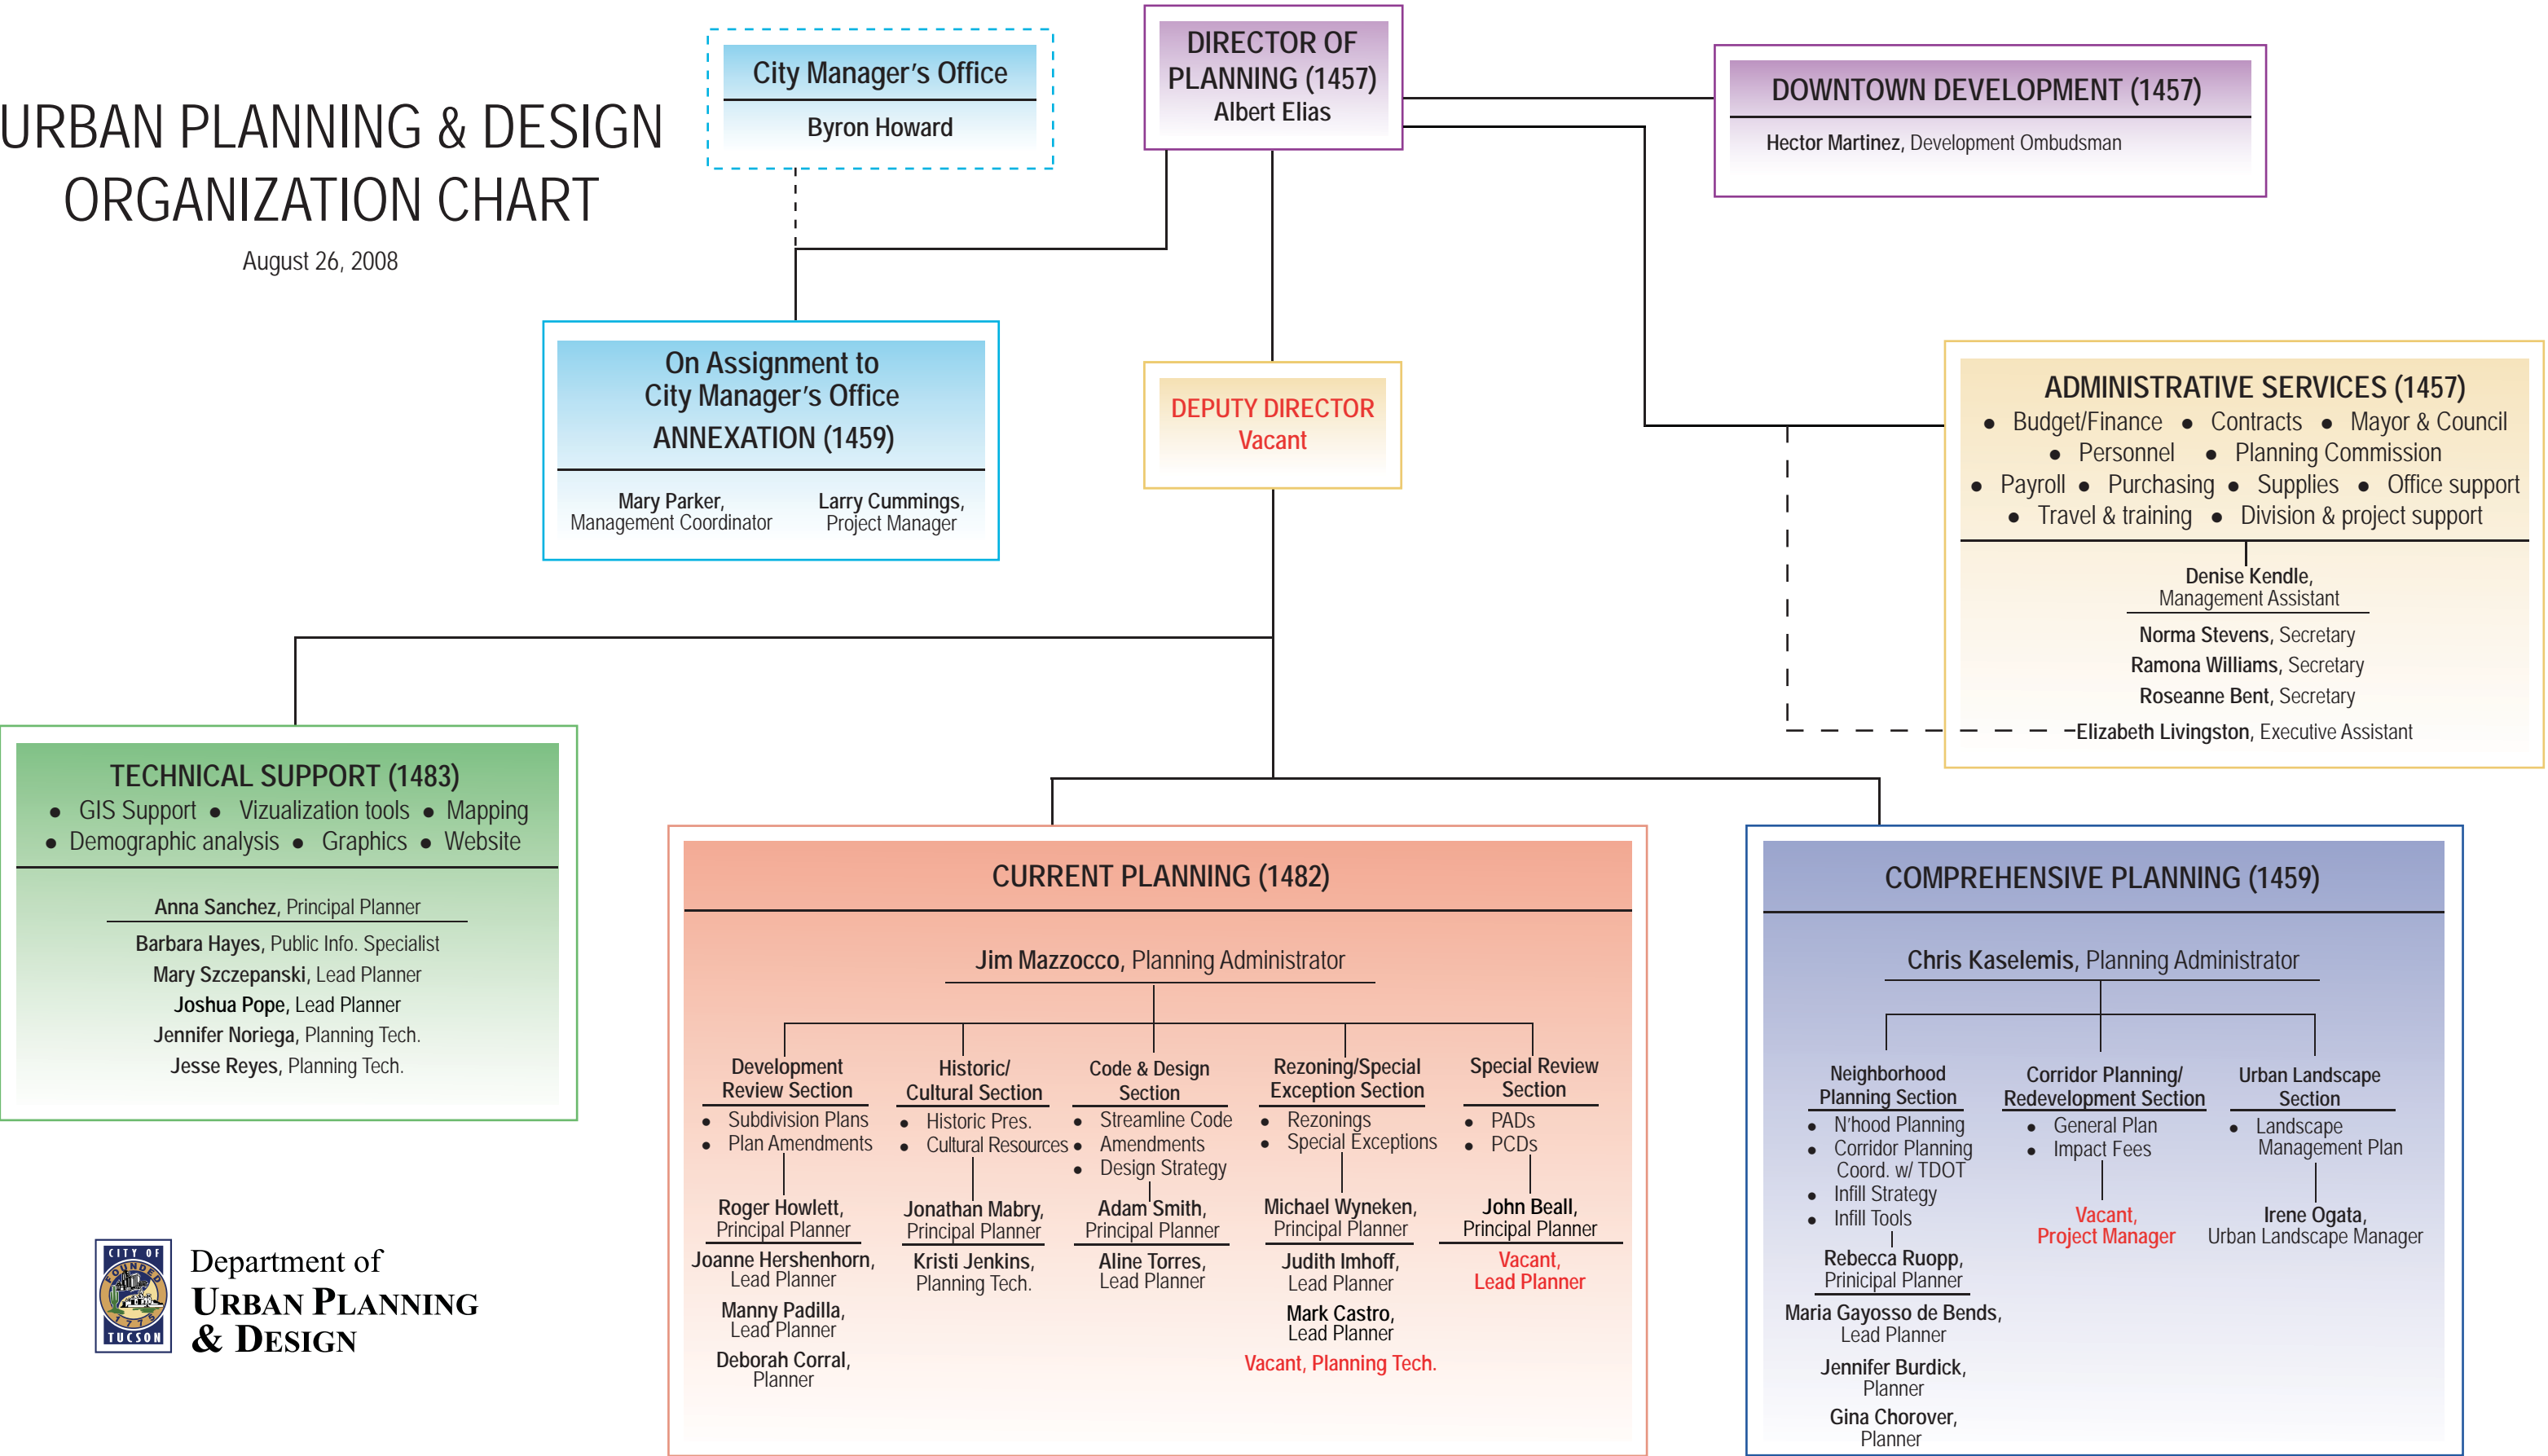 URBAN PLANNING & DESIGN
ORGANIZATION CHART
August 26, 2008
City Manager's Office
Byron Howard
DIRECTOR OF
PLANNING (1457)
Albert Elias
DOWNTOWN DEVELOPMENT (1457)
Hector Martinez, Development Ombudsman
On Assignment to
City Manager's Office
ANNEXATION (1459)
Mary Parker,
Management Coordinator
Larry Cummings,
Project Manager
DEPUTY DIRECTOR
Vacant
ADMINISTRATIVE SERVICES (1457)
• Budget/Finance • Contracts • Mayor & Council
• Personnel • Planning Commission
• Payroll • Purchasing • Supplies • Office support
• Travel & training • Division & project support
Denise Kendle,
Management Assistant
Norma Stevens, Secretary
Ramona Williams, Secretary
Roseanne Bent, Secretary
Elizabeth Livingston, Executive Assistant
TECHNICAL SUPPORT (1483)
• GIS Support • Vizualization tools • Mapping
• Demographic analysis • Graphics • Website
Anna Sanchez, Principal Planner
Barbara Hayes, Public Info. Specialist
Mary Szczepanski, Lead Planner
Joshua Pope, Lead Planner
Jennifer Noriega, Planning Tech.
Jesse Reyes, Planning Tech.
CURRENT PLANNING (1482)
Jim Mazzocco, Planning Administrator
Development
Review Section
• Subdivision Plans
• Plan Amendments
Roger Howlett,
Principal Planner
Joanne Hershenhorn,
Lead Planner
Manny Padilla,
Lead Planner
Deborah Corral,
Planner
Historic/
Cultural Section
• Historic Pres.
• Cultural Resources
Jonathan Mabry,
Principal Planner
Kristi Jenkins,
Planning Tech.
Code & Design
Section
• Streamline Code
• Amendments
• Design Strategy
Adam Smith,
Principal Planner
Aline Torres,
Lead Planner
Rezoning/Special
Exception Section
• Rezonings
• Special Exceptions
Michael Wyneken,
Principal Planner
Judith Imhoff,
Lead Planner
Mark Castro,
Lead Planner
Vacant, Planning Tech.
Special Review
Section
• PADs
• PCDs
John Beall,
Principal Planner
Vacant,
Lead Planner
COMPREHENSIVE PLANNING (1459)
Chris Kaselemis, Planning Administrator
Neighborhood
Planning Section
• N'hood Planning
• Corridor Planning
Coord. w/ TDOT
• Infill Strategy
• Infill Tools
Rebecca Ruopp,
Prinicipal Planner
Maria Gayosso de Bends,
Lead Planner
Jennifer Burdick,
Planner
Gina Chorover,
Planner
Corridor Planning/
Redevelopment Section
• General Plan
• Impact Fees
Vacant,
Project Manager
Urban Landscape
Section
• Landscape
Management Plan
Irene Ogata,
Urban Landscape Manager
CITY OF
FOUNDED
1775
TUCSON
Department of
URBAN PLANNING
& DESIGN